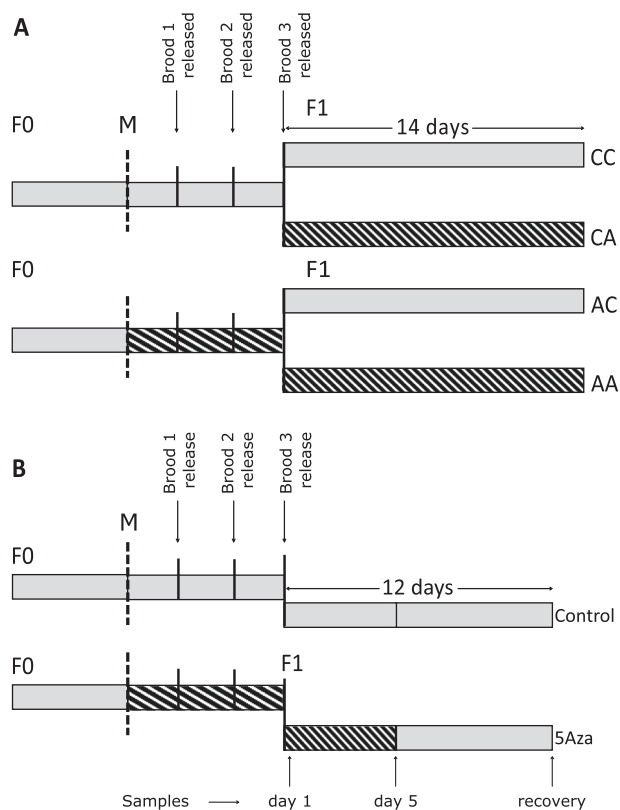 A
Brood 1 released
Brood 2 released
Brood 3 released
F0
M
F1
14 days
CC
CA
F0
F1
AC
AA
B
Brood 1 release
Brood 2 release
Brood 3 release
M
F0
12 days
Control
F0
F1
5Aza
Samples
day 1
day 5
recovery